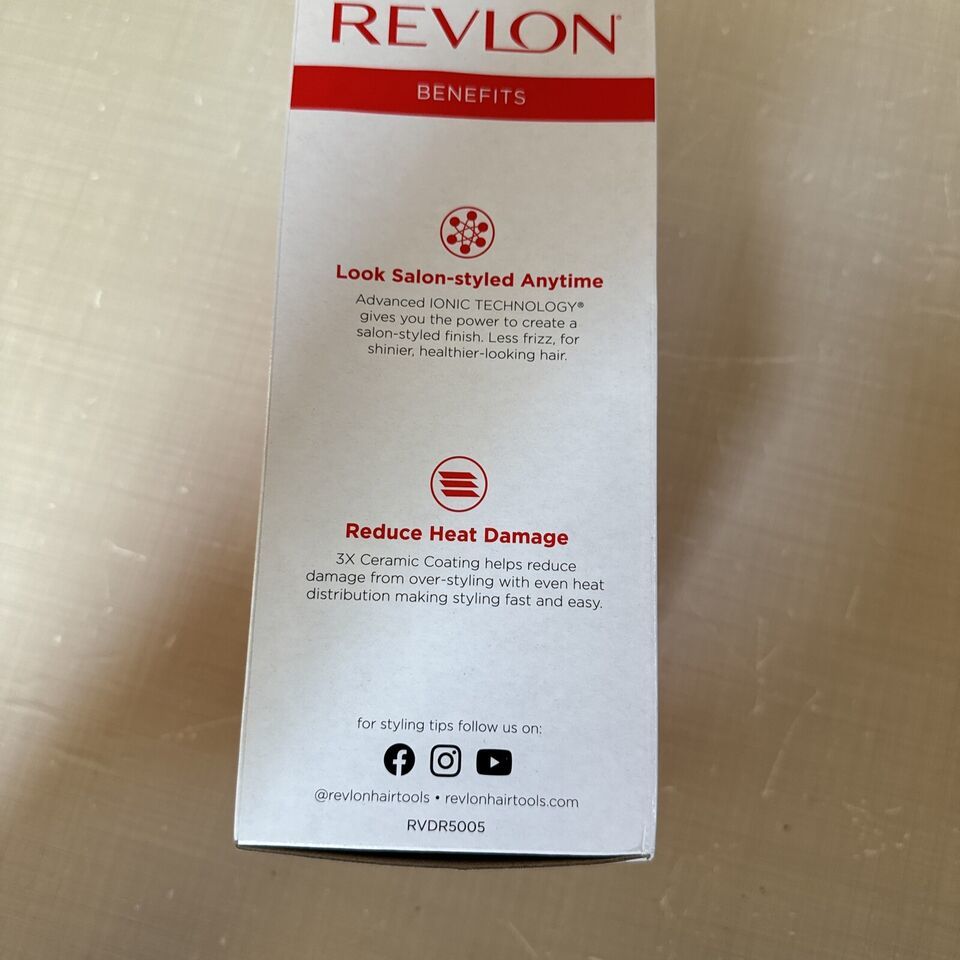 REVLON
BENEFITS
Look Salon-styled Anytime
Advanced IONIC TECHNOLOGY®
gives you the power to create a
salon-styled finish. Less frizz, for
shinier, healthier-looking hair.
Reduce Heat Damage
3X Ceramic Coating helps reduce
damage from over-styling with even heat
distribution making styling fast and easy.
for styling tips follow us on:
@revlonhairtools • revlonhairtools.com
RVDR5005